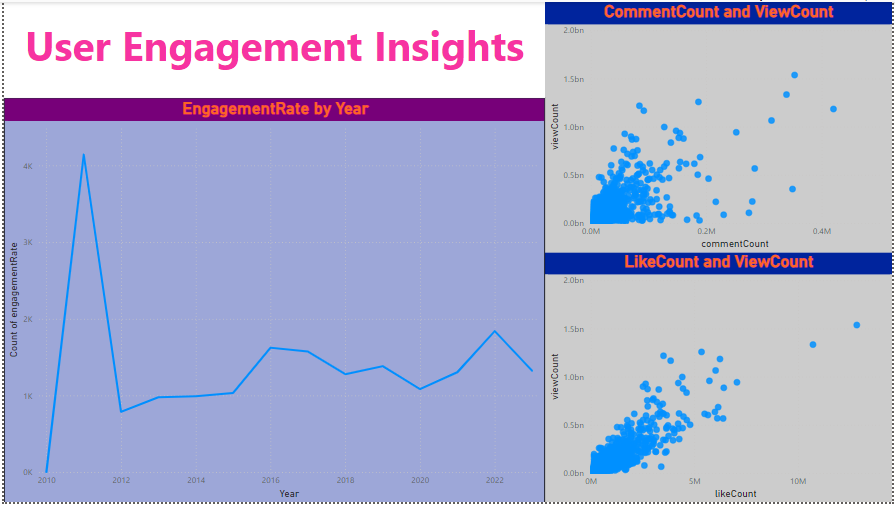 User Engagement Insights
EngagementRate by Year
Count of engagementRate
4K
3K
2K
1K
0K
2010 2012 2014 2016 2018 2020 2022
Year
CommentCount and ViewCount
viewCount
2.0bn
1.5bn
1.0bn
0.5bn
0.0bn
0.0M 0.2M 0.4M
commentCount
LikeCount and ViewCount
viewCount
2.0bn
1.5bn
1.0bn
0.5bn
0.0bn
0M 5M 10M
likeCount